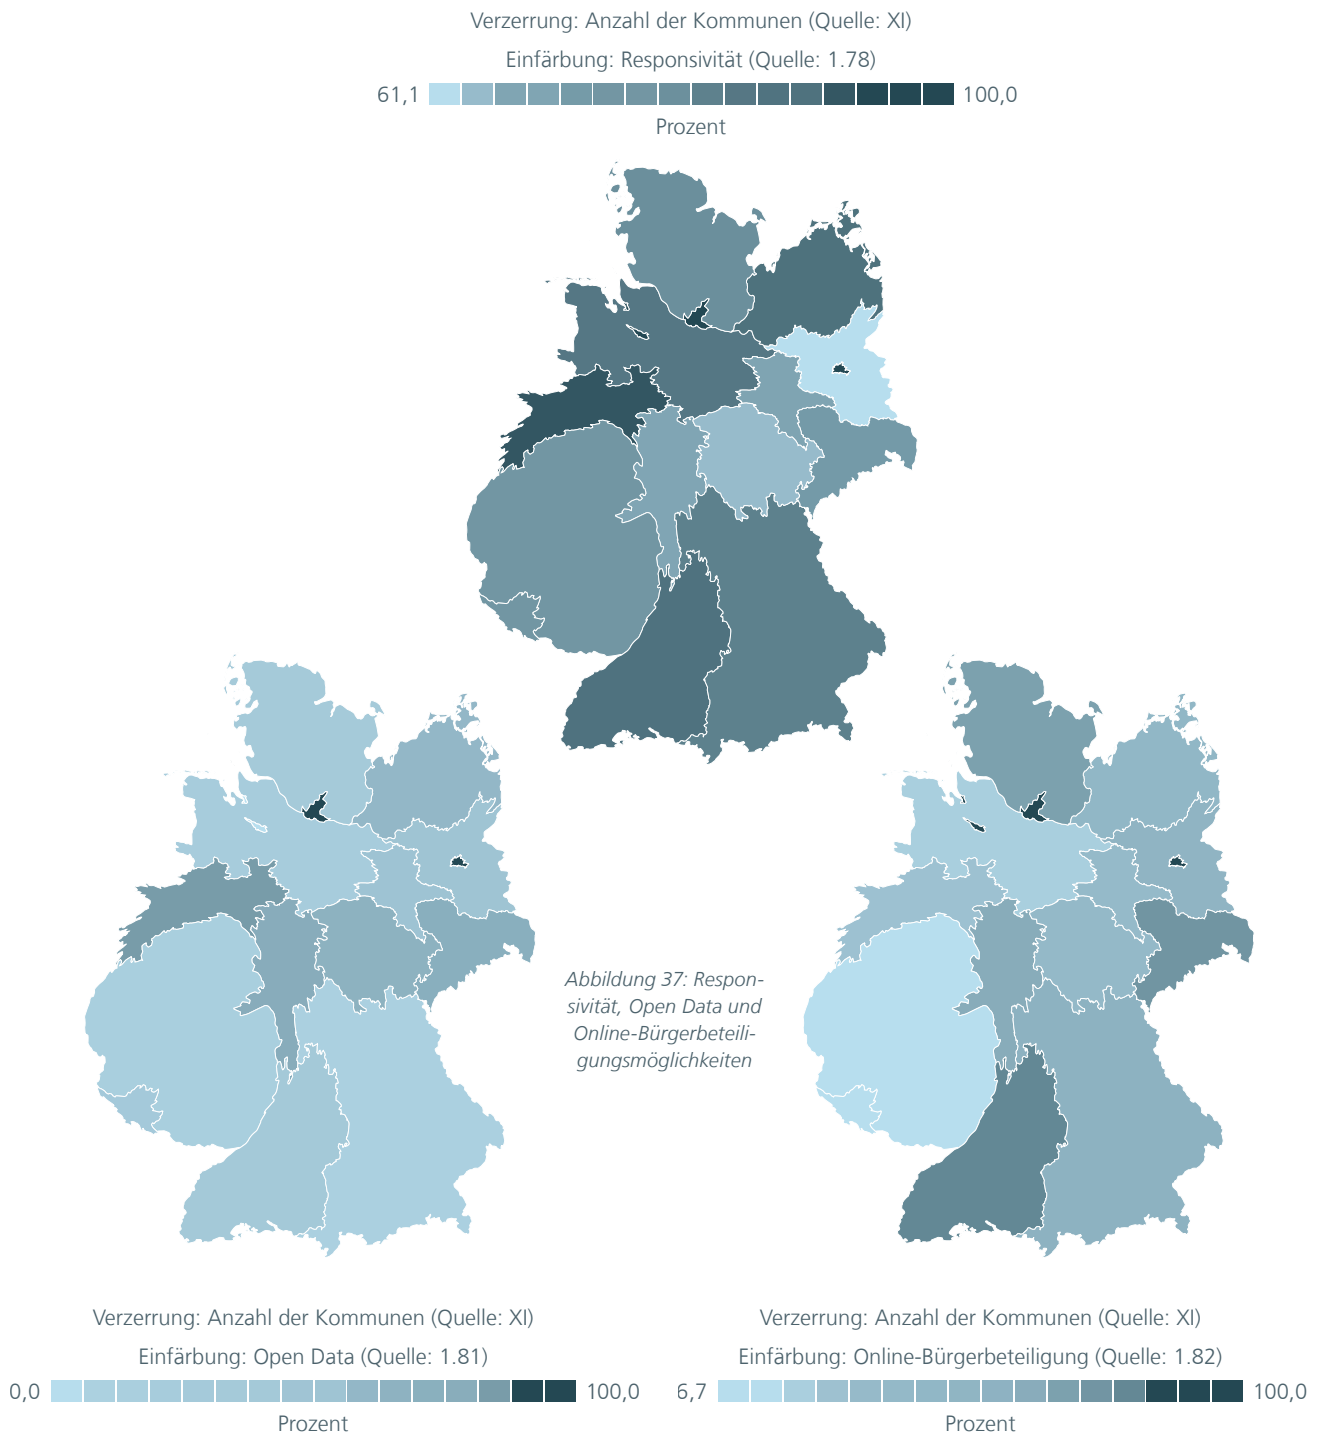 Verzerrung: Anzahl der Kommunen (Quelle: XI)
Einfärbung: Responsivität (Quelle: 1.78)
61,1 100,0
Prozent
Abbildung 37: Respon-
sivität, Open Data und
Online-Bürgerbeteili-
gungsmöglichkeiten
Verzerrung: Anzahl der Kommunen (Quelle: XI)
Einfärbung: Open Data (Quelle: 1.81)
0,0 100,0
Prozent
Verzerrung: Anzahl der Kommunen (Quelle: XI)
Einfärbung: Online-Bürgerbeteiligung (Quelle: 1.82)
6,7 100,0
Prozent